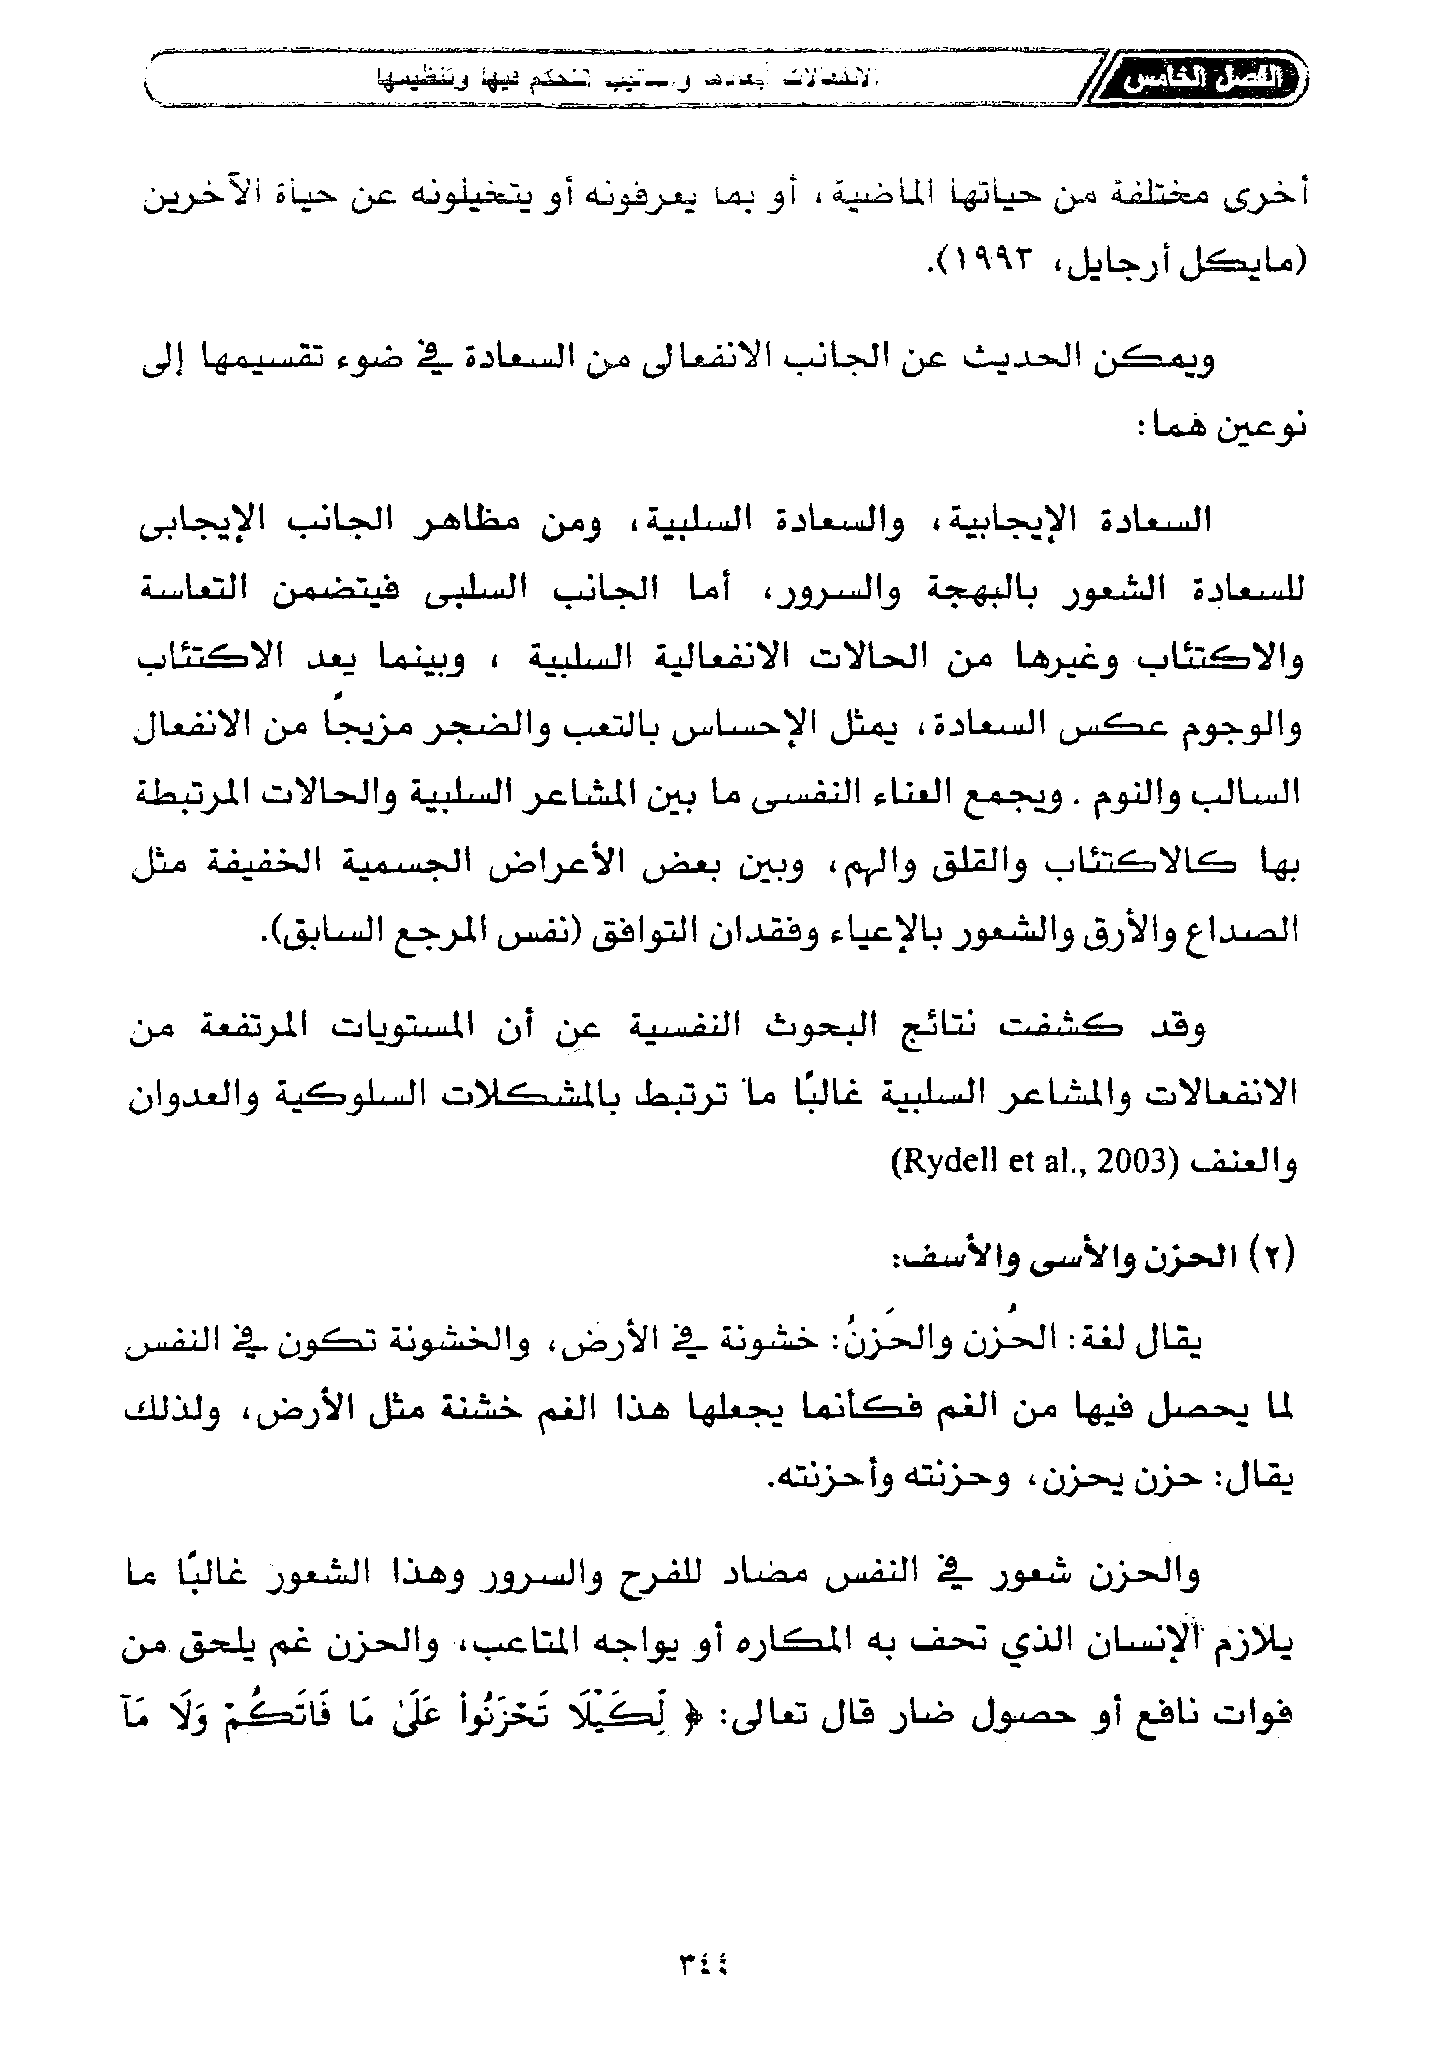 الفصل الخامس
الانفعالات أبعادها وأساليب التحكم فيها وتنظيمها
أخرى مختلفة من حياتها الماضية، أو بما يعرفونه أو يتخيلونه عن حياة الآخرين
(مايكل أرجايل، ١٩٩٣).
ويمكن الحديث عن الجانب الانفعالى من السعادة في ضوء تقسيمها إلى
نوعين هما:
السعادة الإيجابية، والسعادة السلبية، ومن مظاهر الجانب الإيجابى
للسعادة الشعور بالبهجة والسرور، أما الجانب السلبى فيتضمن التعاسة
والاكتئاب وغيرها من الحالات الانفعالية السلبية ، وبينما يعد الاكتئاب
والوجوم عكس السعادة، يمثل الإحساس بالتعب والضجر مزيجاً من الانفعال
السالب والنوم. ويجمع العناء النفسى ما بين المشاعر السلبية والحالات المرتبطة
بها كالاكتئاب والقلق والهم، وبين بعض الأعراض الجسمية الخفيفة مثل
الصداع والأرق والشعور بالإعياء وفقدان التوافق (نفس المرجع السابق).
وقد كشفت نتائج البحوث النفسية عن أن المستويات المرتفعة من
الانفعالات والمشاعر السلبية غالبًا ما ترتبط بالمشكلات السلوكية والعدوان
والعنف (Rydell et al., 2003)
(٢) الحزن والأسى والأسف:
يقال لغة: الحُزن والحَزنُ: خشونة في الأرض، والخشونة تكون في النفس
لما يحصل فيها من الغم فكأنما يجعلها هذا الغم خشنة مثل الأرض، ولذلك
يقال: حزن يحزن، وحزنته وأحزنته.
والحزن شعور في النفس مضاد للفرح والسرور وهذا الشعور غالبًا ما
يلازم الإنسان الذي تحف به المكاره أو يواجه المتاعب، والحزن غم يلحق من
فوات نافع أو حصول ضار قال تعالى: ﴿ لِّكَيْلَا تَحْزَنُوا۟ عَلَىٰ مَا فَاتَكُمْ وَلَا مَآ
٣٤٤